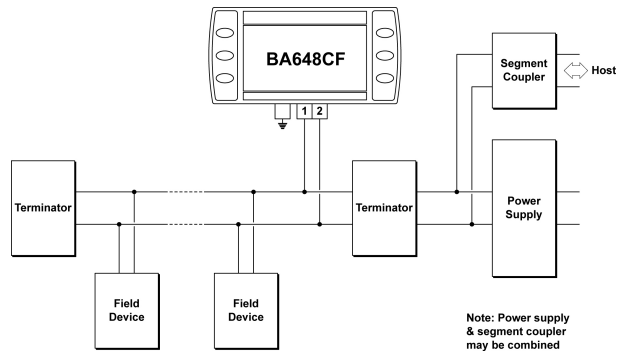 BA648CF
1 2
Segment
Coupler
Host
Terminator
Terminator
Power
Supply
Field
Device
Field
Device
Note: Power supply
& segment coupler
may be combined